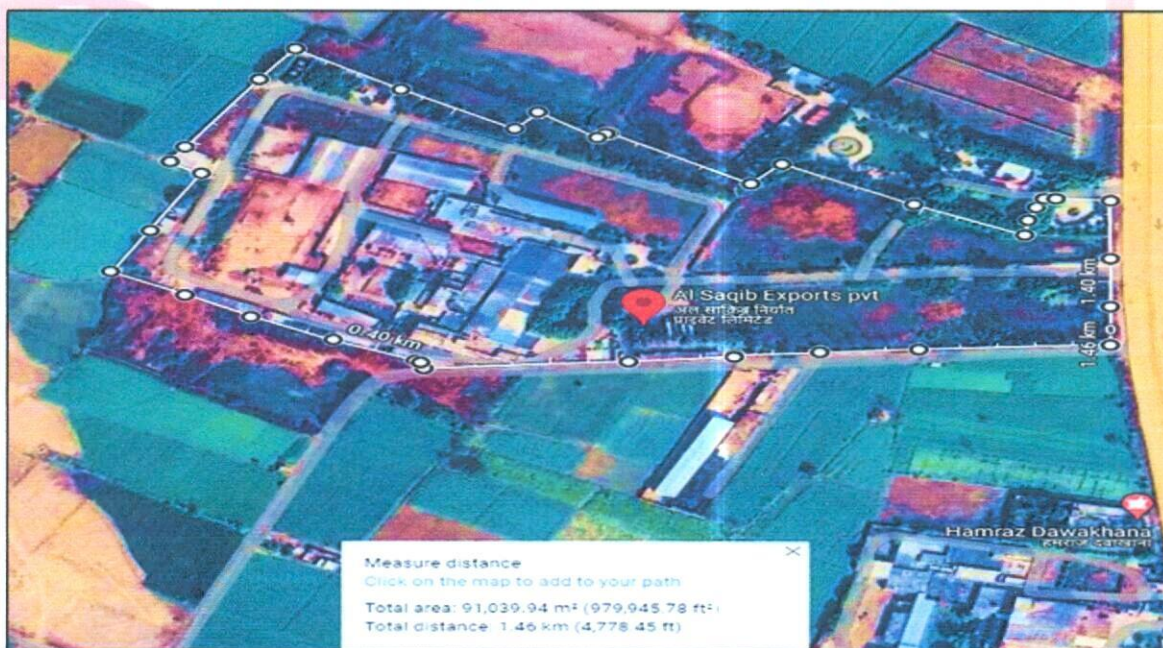 Al Saqib Exports pvt
अल साक़िब निर्यात
प्राइवेट लिमिटेड
1.40 km
1.46 km
0.40 km
Hamraz Dawakhana
हमराज दवाखाना
Measure distance
Click on the map to add to your path
Total area: 91,039.94 m² (979,945.78 ft²)
Total distance: 1.46 km (4,778.45 ft)